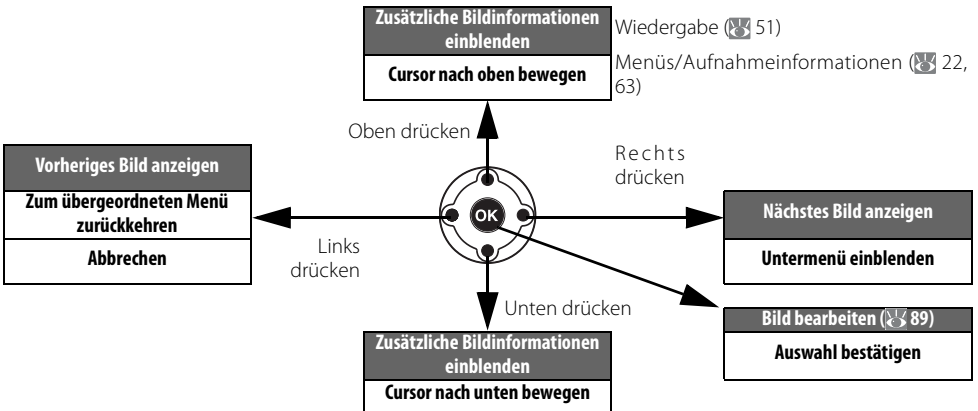 Zusätzliche Bildinformationen
einblenden
Cursor nach oben bewegen
Wiedergabe ( 51)
Menüs/Aufnahmeinformationen ( 22,
63)
Oben drücken
Rechts
drücken
Vorheriges Bild anzeigen
Zum übergeordneten Menü
zurückkehren
Abbrechen
OK
Links
drücken
Nächstes Bild anzeigen
Untermenü einblenden
Unten drücken
Bild bearbeiten ( 89)
Auswahl bestätigen
Zusätzliche Bildinformationen
einblenden
Cursor nach unten bewegen